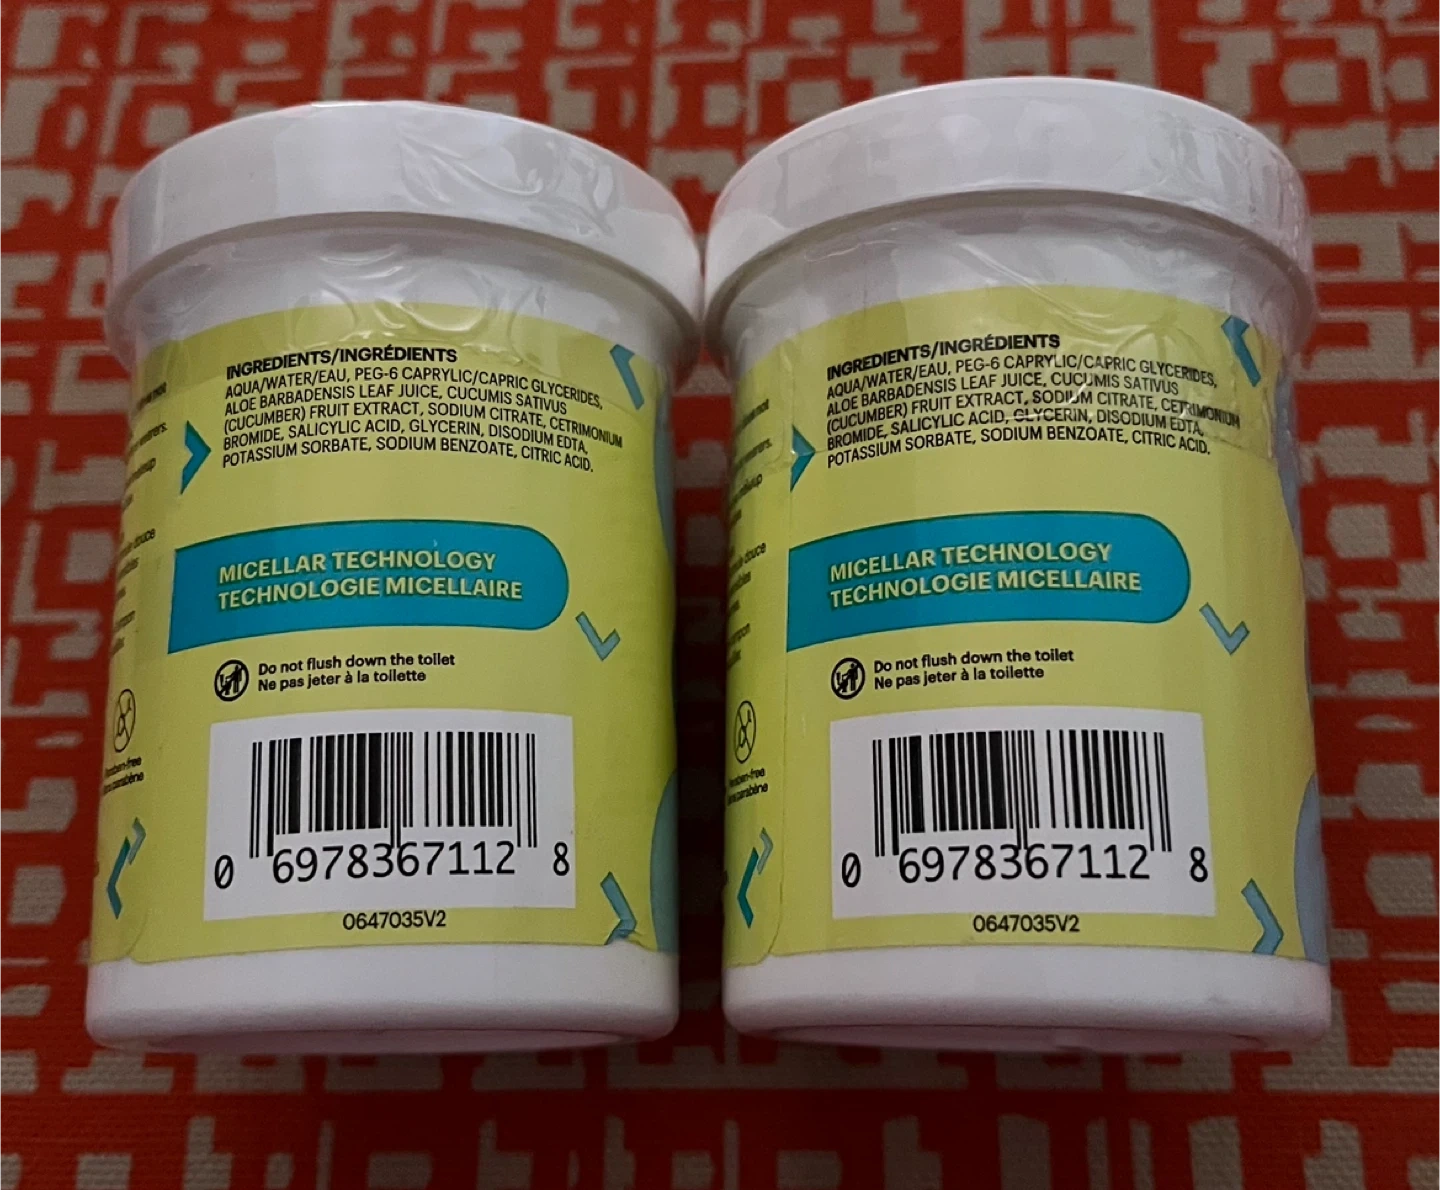 INGREDIENTS/INGRÉDIENTS
AQUA/WATER/EAU, PEG-6 CAPRYLIC/CAPRIC GLYCERIDES,
ALOE BARBADENSIS LEAF JUICE, CUCUMIS SATIVUS
(CUCUMBER) FRUIT EXTRACT, SODIUM CITRATE, CETRIMONIUM
BROMIDE, SALICYLIC ACID, GLYCERIN, DISODIUM EDTA,
POTASSIUM SORBATE, SODIUM BENZOATE, CITRIC ACID.
MICELLAR TECHNOLOGY
TECHNOLOGIE MICELLAIRE
Do not flush down the toilet
Ne pas jeter à la toilette
0 6978367112 8
0647035V2
douce
INGREDIENTS/INGRÉDIENTS
AQUA/WATER/EAU, PEG-6 CAPRYLIC/CAPRIC GLYCERIDES,
ALOE BARBADENSIS LEAF JUICE, CUCUMIS SATIVUS
(CUCUMBER) FRUIT EXTRACT, SODIUM CITRATE, CETRIMONIUM
BROMIDE, SALICYLIC ACID, GLYCERIN, DISODIUM EDTA,
POTASSIUM SORBATE, SODIUM BENZOATE, CITRIC ACID.
MICELLAR TECHNOLOGY
TECHNOLOGIE MICELLAIRE
Do not flush down the toilet
Ne pas jeter à la toilette
0 6978367112 8
0647035V2
douce